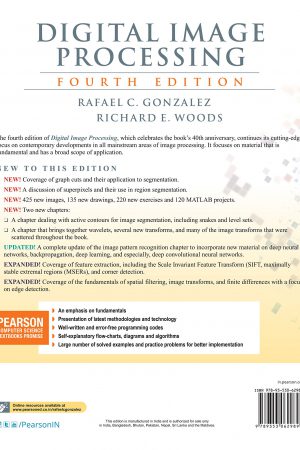 DIGITAL IMAGE
PROCESSING
FOURTH EDITION
RAFAEL C. GONZALEZ
RICHARD E. WOODS
he fourth edition of Digital Image Processing, which celebrates the book's 40th anniversary, continues its cutting-edge
ocus on contemporary developments in all mainstream areas of image processing. It focuses on material that is
undamental and has a broad scope of application.
NEW TO THIS EDITION
NEW! Coverage of graph cuts and their application to segmentation.
NEW! A discussion of superpixels and their use in region segmentation.
NEW! 425 new images, 135 new drawings, 220 new exercises and 120 MATLAB projects.
NEW! Two new chapters:
• A chapter dealing with active contours for image segmentation, including snakes and level sets.
• A chapter that brings together wavelets, several new transforms, and many of the image transforms that were
scattered throughout the book.
UPDATED! A complete update of the image pattern recognition chapter to incorporate new material on deep neural
networks, backpropagation, deep learning, and especially, deep convolutional neural networks.
EXPANDED! Coverage of feature extraction, including the Scale Invariant Feature Transform (SIFT, maximally
stable extremal regions (MSERs), and corner detection.
EXPANDED! Coverage of the fundamentals of spatial filtering, image transforms, and finite differences with a focus
on edge detection.
PEARSON
COMPUTER SCIENCE
TEXTBOOKS PROMISE
» An emphasis on fundamentals
» Presentation of latest methodologies and technology
» Well-written and error-free programming codes
» Self-explanatory flow-charts, diagrams and algorithms
» Large number of solved examples and practice problems for better implementation
in.pearson.co
Online resources available at
www.pearsoned.co.in/rafaelcgonzalez
/PearsonIN
This edition is manufactured in India and is authorized for sale only
in India, Bangladesh, Bhutan, Pakistan, Nepal, Sri Lanka and the Maldives.
ISBN 978-93-530-6298
9 789353 062989